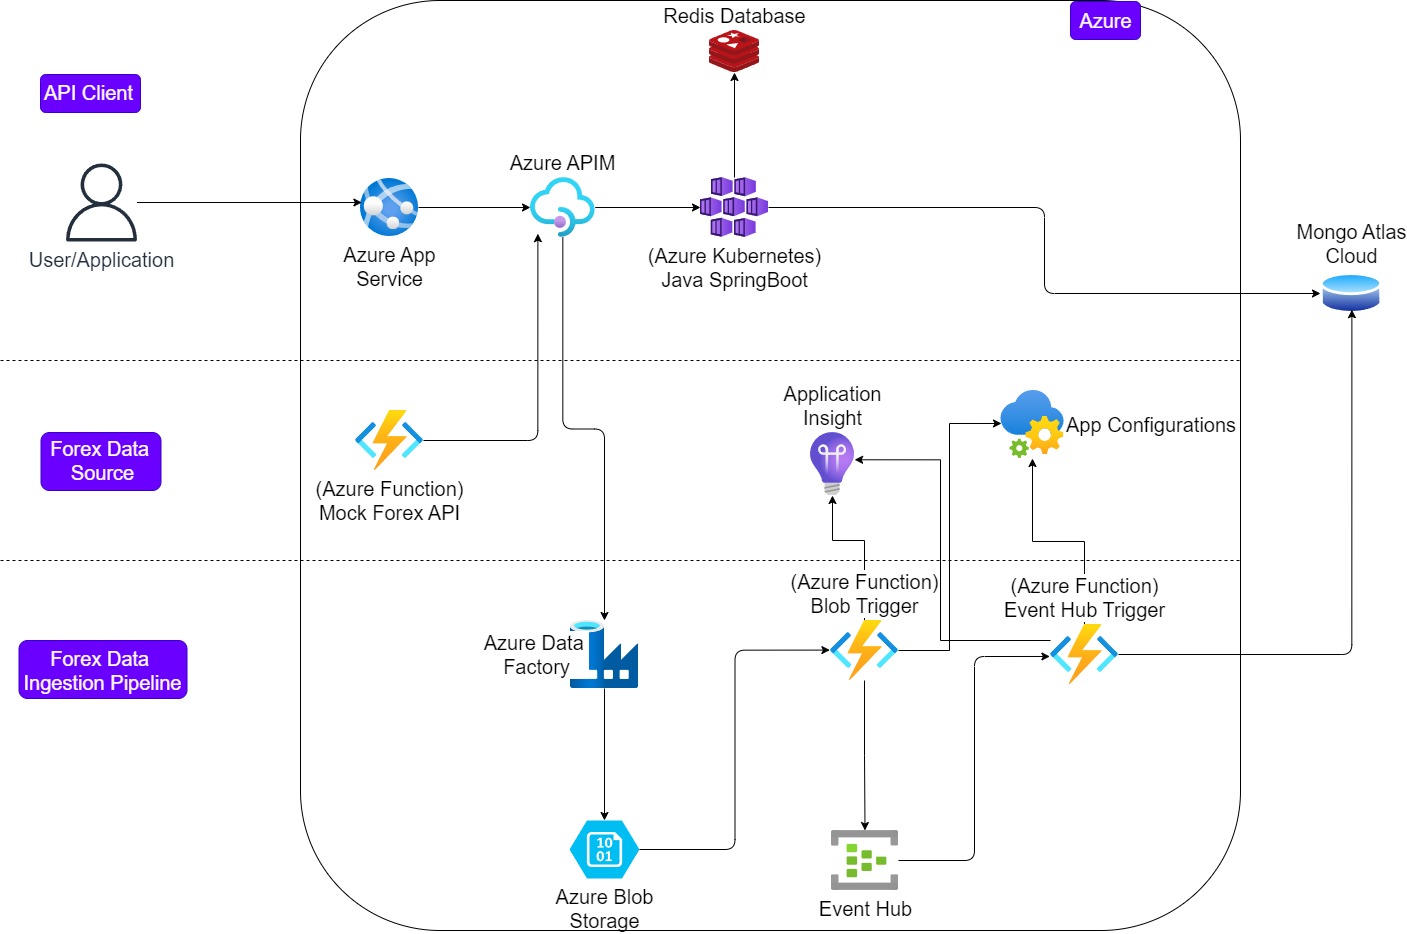 Redis Database
Azure
API Client
Azure APIM
User/Application
Azure App
Service
(Azure Kubernetes)
Java SpringBoot
Mongo Atlas
Cloud
Forex Data
Source
(Azure Function)
Mock Forex API
Application
Insight
App Configurations
Forex Data
Ingestion Pipeline
Azure Data
Factory
(Azure Function)
Blob Trigger
(Azure Function)
Event Hub Trigger
10
01
Azure Blob
Storage
Event Hub